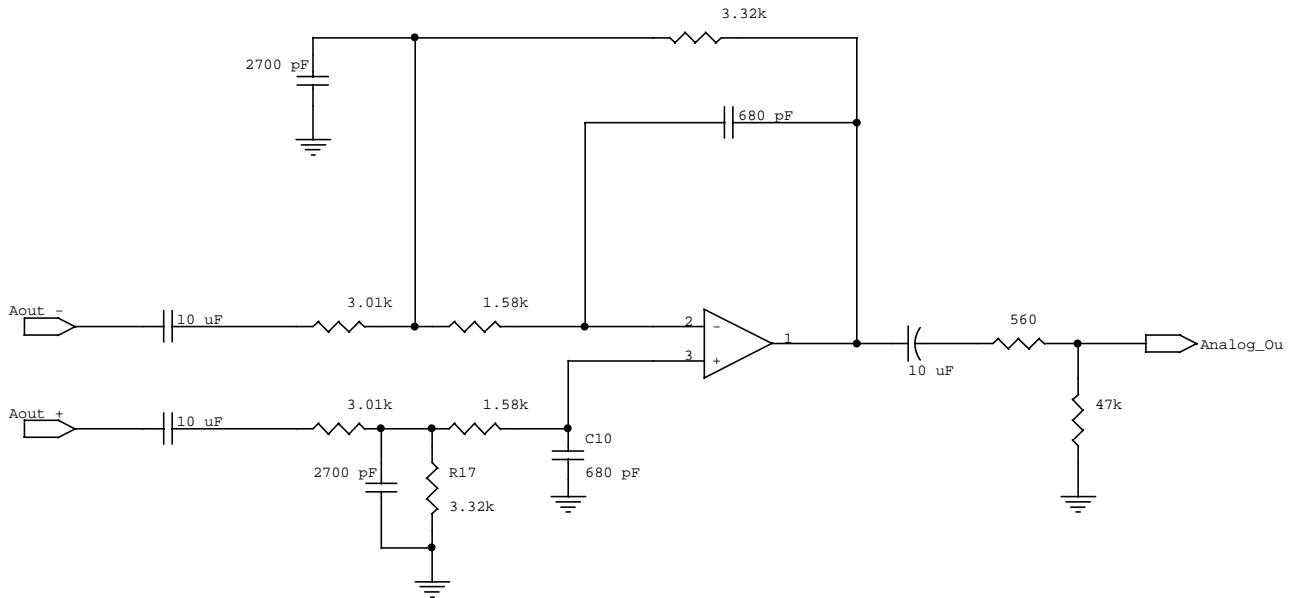 3.32k
2700 pF
680 pF
Aout -
10 uF
3.01k
1.58k
2
-
1
3
+
560
Analog_Ou
10 uF
47k
Aout +
10 uF
3.01k
1.58k
C10
680 pF
2700 pF
R17
3.32k